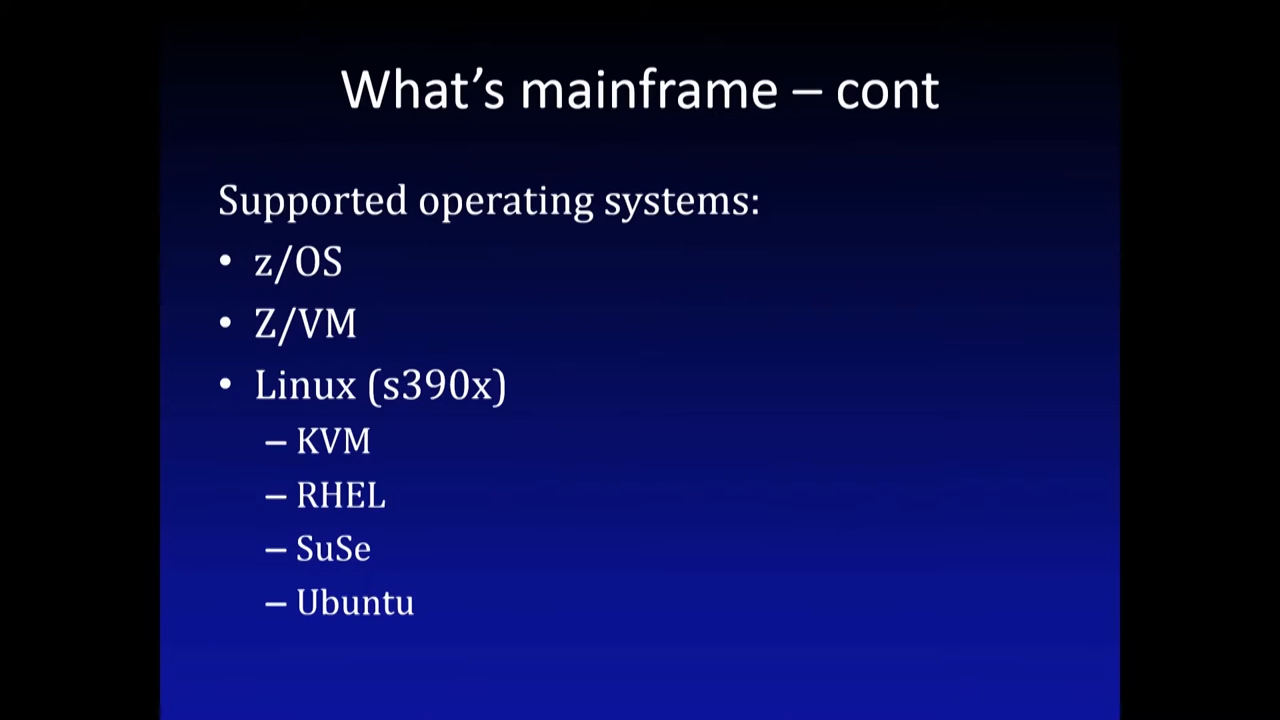 What's mainframe – cont
Supported operating systems:
• z/OS
• Z/VM
• Linux (s390x)
– KVM
– RHEL
– SuSe
– Ubuntu